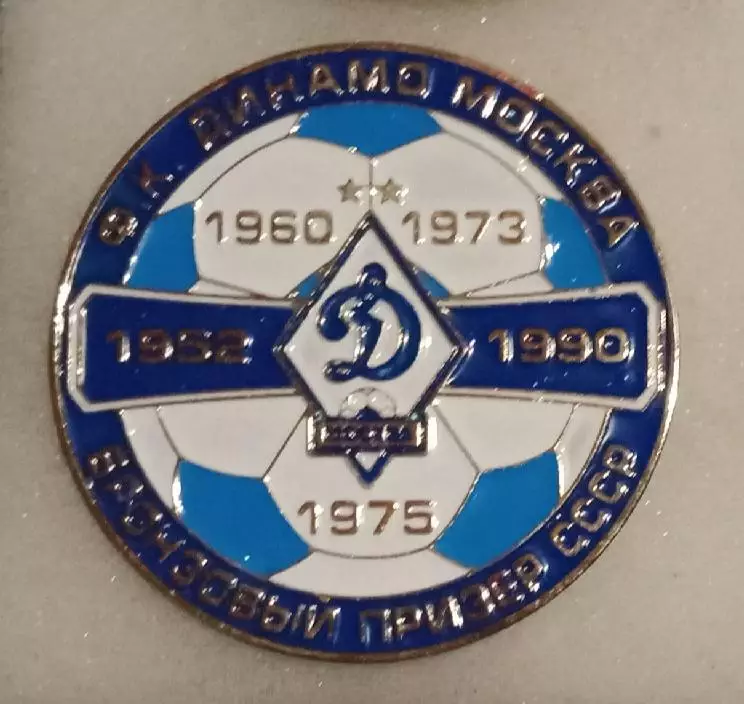 Ф.К. ДИНАМО МОСКВА
1960 1973
1952 1990
1975
БРОНЗОВЫЙ ПРИЗЕР СССР